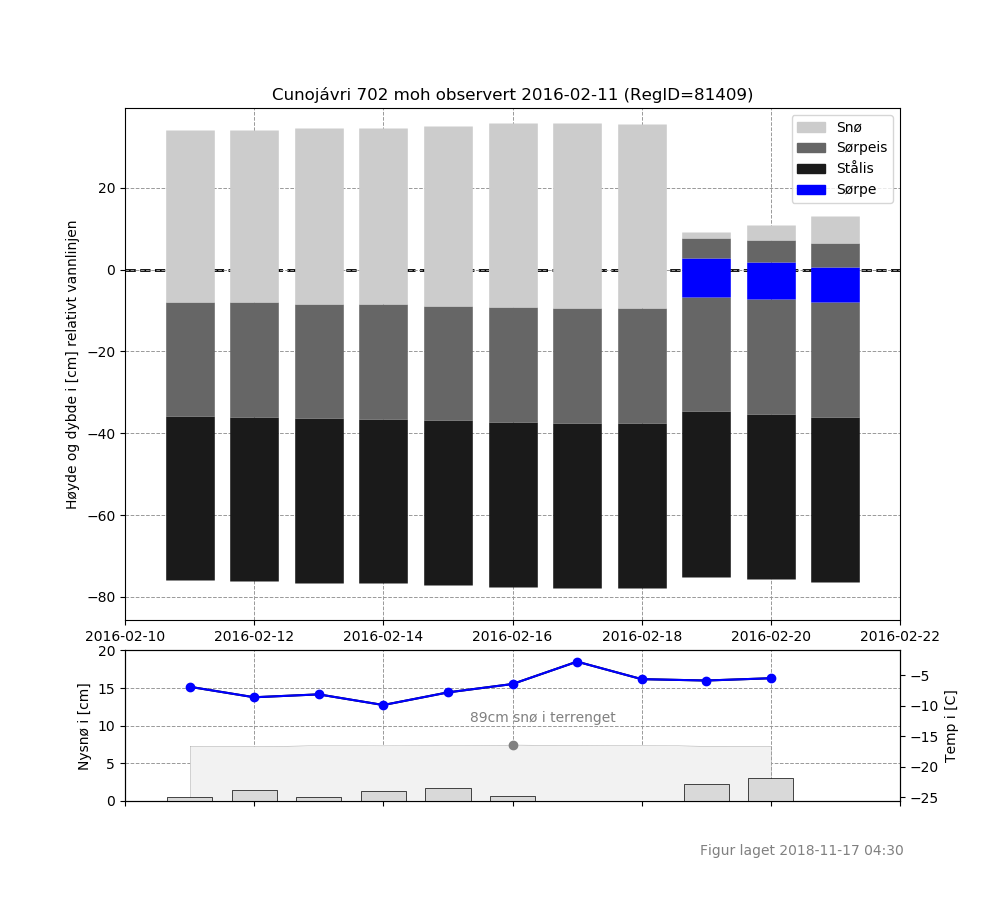 Cunojávri 702 moh observert 2016-02-11 (RegID=81409)
Høyde og dybde i [cm] relativt vannlinjen
20
0
−20
−40
−60
−80
Snø
Sørpeis
Stålis
Sørpe
2016-02-10 2016-02-12 2016-02-14 2016-02-16 2016-02-18 2016-02-20 2016-02-22
Nysnø i [cm]
20
15
10
5
0
89cm snø i terrenget
−5
−10
−15
−20
−25
Temp i [C]
Figur laget 2018-11-17 04:30